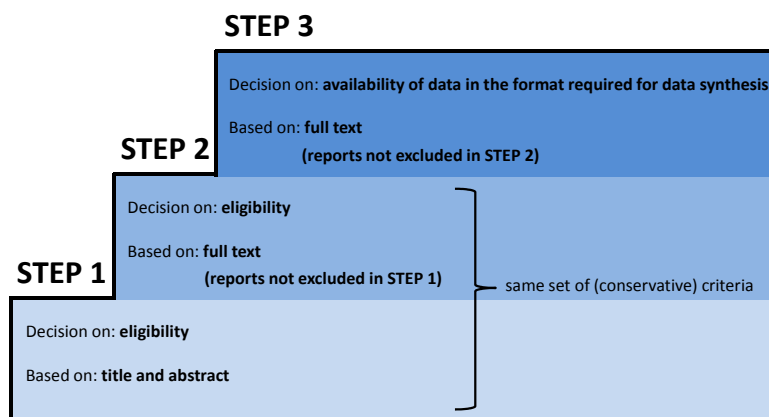 STEP 3
Decision on: availability of data in the format required for data synthesis
Based on: full text
(reports not excluded in STEP 2)
STEP 2
Decision on: eligibility
Based on: full text
(reports not excluded in STEP 1)
same set of (conservative) criteria
STEP 1
Decision on: eligibility
Based on: title and abstract